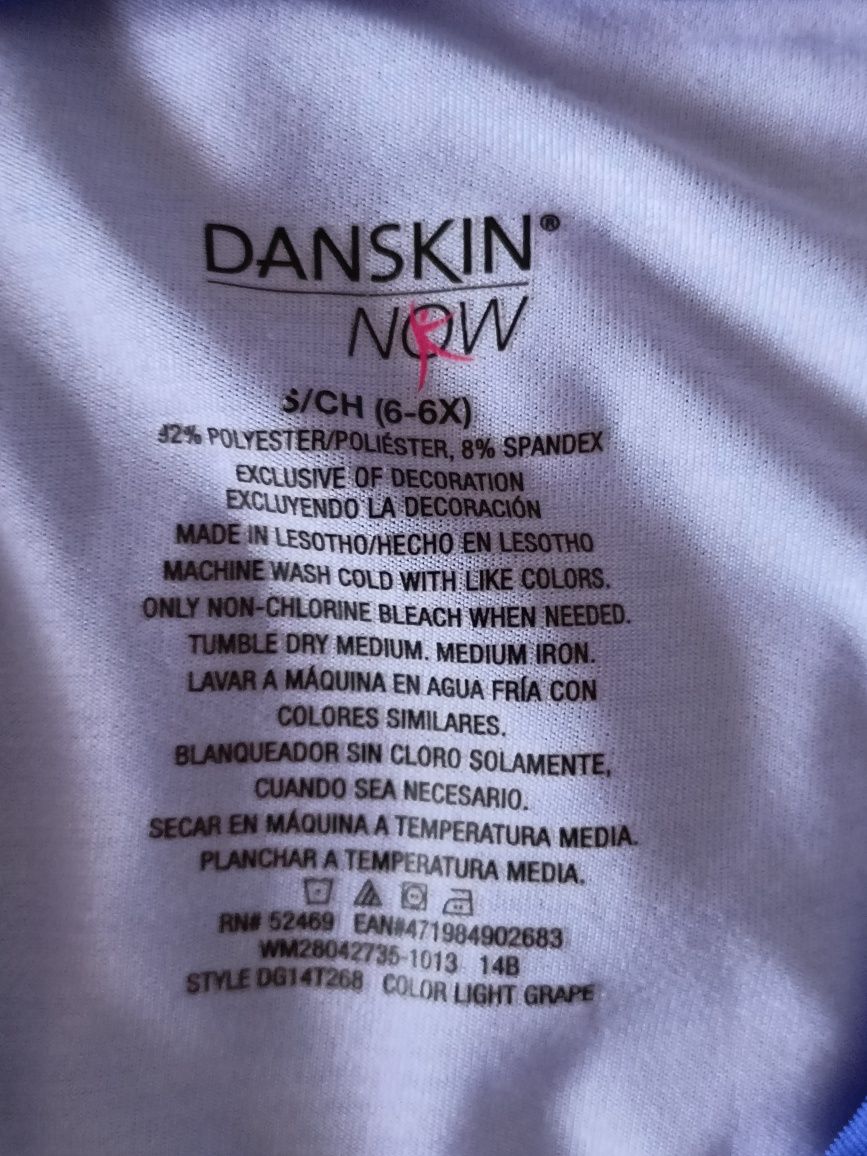 DANSKIN®
NOW
S/CH (6-6X)
92% POLYESTER/POLIÉSTER, 8% SPANDEX
EXCLUSIVE OF DECORATION
EXCLUYENDO LA DECORACIÓN
MADE IN LESOTHO/HECHO EN LESOTHO
MACHINE WASH COLD WITH LIKE COLORS.
ONLY NON-CHLORINE BLEACH WHEN NEEDED.
TUMBLE DRY MEDIUM. MEDIUM IRON.
LAVAR A MÁQUINA EN AGUA FRÍA CON
COLORES SIMILARES.
BLANQUEADOR SIN CLORO SOLAMENTE,
CUANDO SEA NECESARIO.
SECAR EN MÁQUINA A TEMPERATURA MEDIA.
PLANCHAR A TEMPERATURA MEDIA.
RN# 52469 EAN#471984902683
WM28042735-1013 14B
STYLE DG14T268 COLOR LIGHT GRAPE